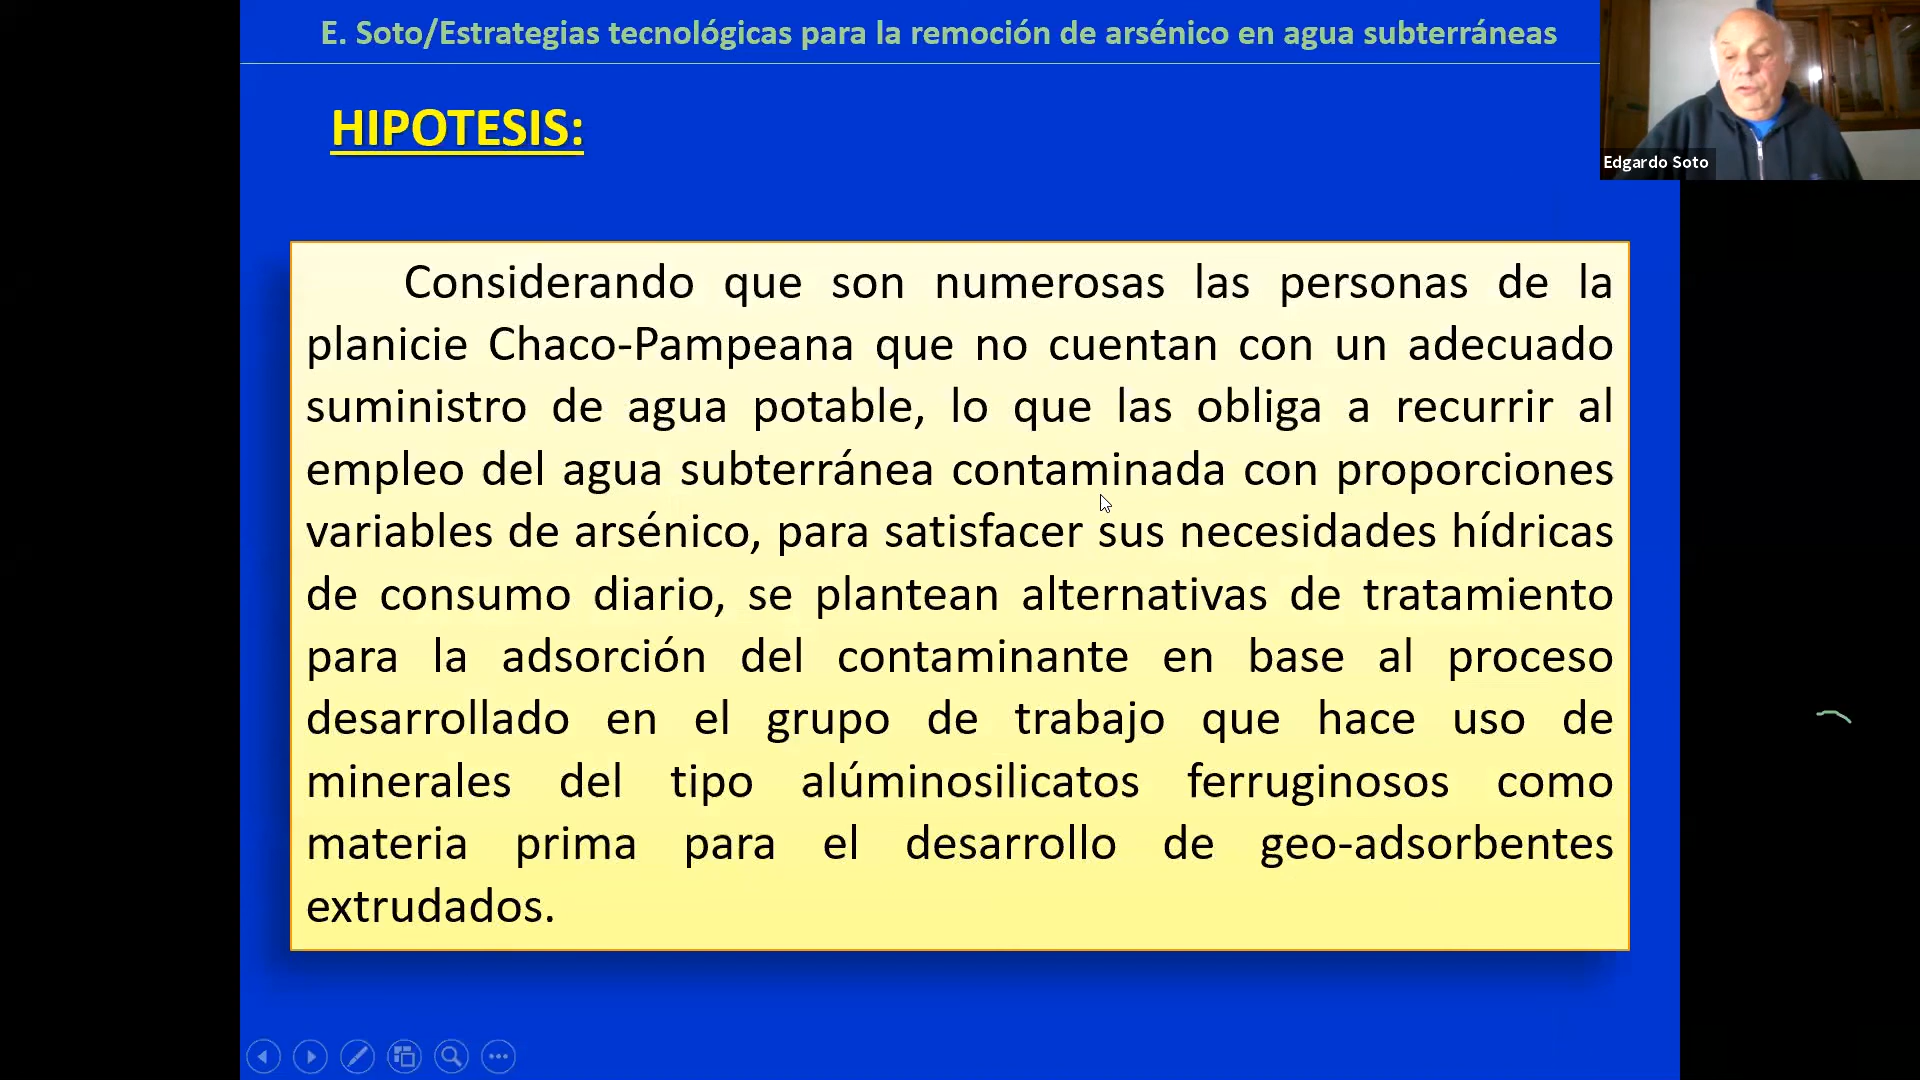 E. Soto/Estrategias tecnológicas para la remoción de arsénico en agua subterráneas
Edgardo Soto
HIPOTESIS:
Considerando que son numerosas las personas de la
planicie Chaco-Pampeana que no cuentan con un adecuado
suministro de agua potable, lo que las obliga a recurrir al
empleo del agua subterránea contaminada con proporciones
variables de arsénico, para satisfacer sus necesidades hídricas
de consumo diario, se plantean alternativas de tratamiento
para la adsorción del contaminante en base al proceso
desarrollado en el grupo de trabajo que hace uso de
minerales del tipo alúminosilicatos ferruginosos como
materia prima para el desarrollo de geo-adsorbentes
extrudados.